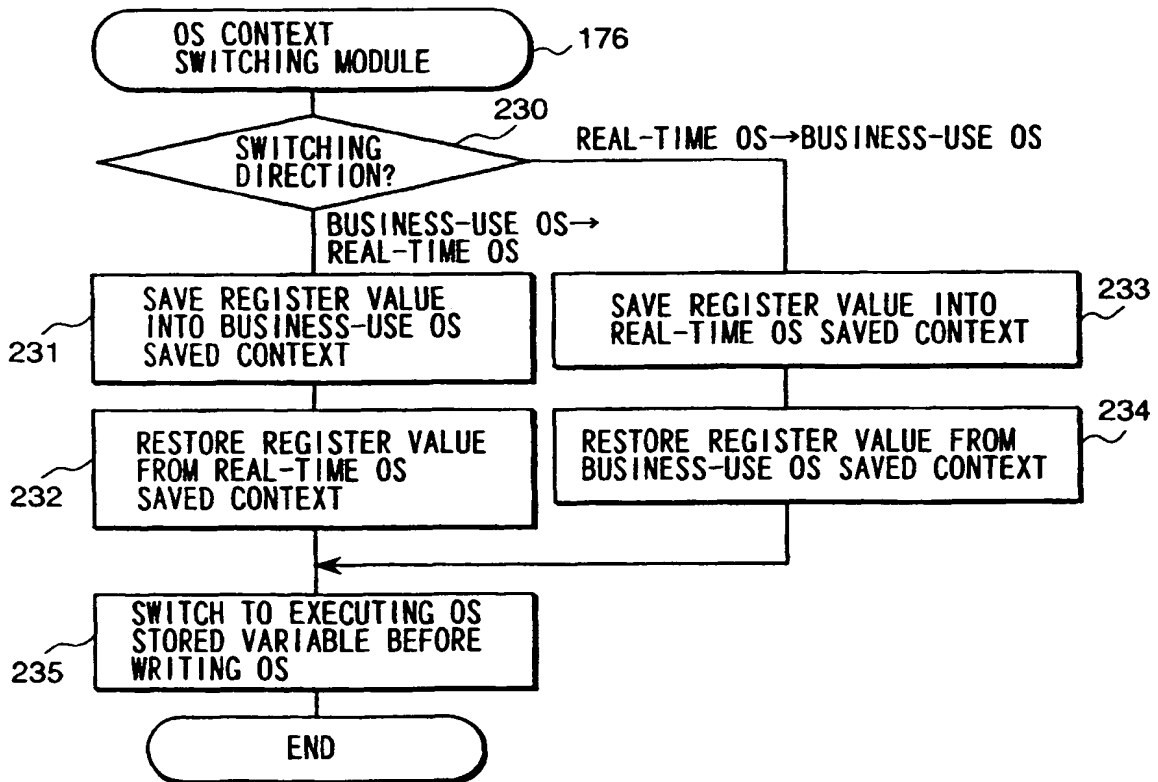 OS CONTEXT
SWITCHING MODULE
176
230
SWITCHING
DIRECTION?
REAL-TIME OS→BUSINESS-USE OS
BUSINESS-USE OS→
REAL-TIME OS
SAVE REGISTER VALUE
INTO BUSINESS-USE OS
SAVED CONTEXT
231
SAVE REGISTER VALUE INTO
REAL-TIME OS SAVED CONTEXT
233
RESTORE REGISTER VALUE
FROM REAL-TIME OS
SAVED CONTEXT
232
RESTORE REGISTER VALUE FROM
BUSINESS-USE OS SAVED CONTEXT
234
SWITCH TO EXECUTING OS
STORED VARIABLE BEFORE
WRITING OS
235
END